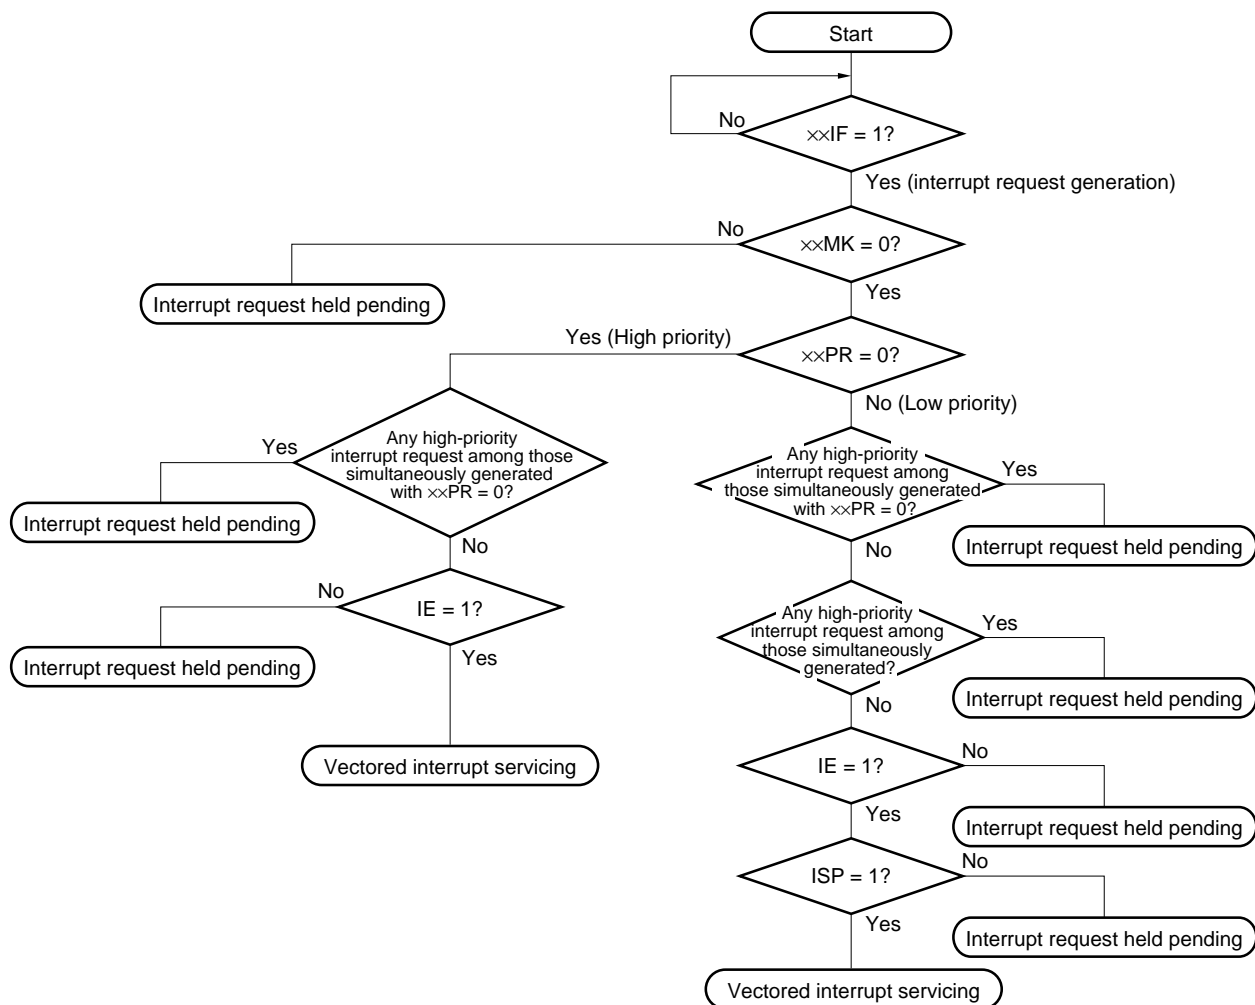 Start
No
××IF = 1?
Yes (interrupt request generation)
No
××MK = 0?
Interrupt request held pending
Yes
Yes (High priority)
××PR = 0?
No (Low priority)
Yes
Any high-priority
interrupt request among those
simultaneously generated
with ××PR = 0?
Any high-priority
interrupt request among
those simultaneously generated
with ××PR = 0?
Yes
Interrupt request held pending
Interrupt request held pending
No
No
No
IE = 1?
Any high-priority
interrupt request among
those simultaneously
generated?
Yes
Interrupt request held pending
Yes
Interrupt request held pending
No
Vectored interrupt servicing
IE = 1?
No
Yes
Interrupt request held pending
ISP = 1?
No
Yes
Interrupt request held pending
Vectored interrupt servicing